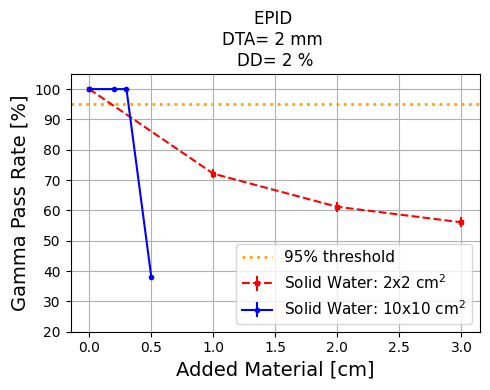 EPID
DTA= 2 mm
DD= 2 %
Gamma Pass Rate [%]
100
90
80
70
60
50
40
30
20
95% threshold
Solid Water: 2x2 cm²
Solid Water: 10x10 cm²
0.0 0.5 1.0 1.5 2.0 2.5 3.0
Added Material [cm]